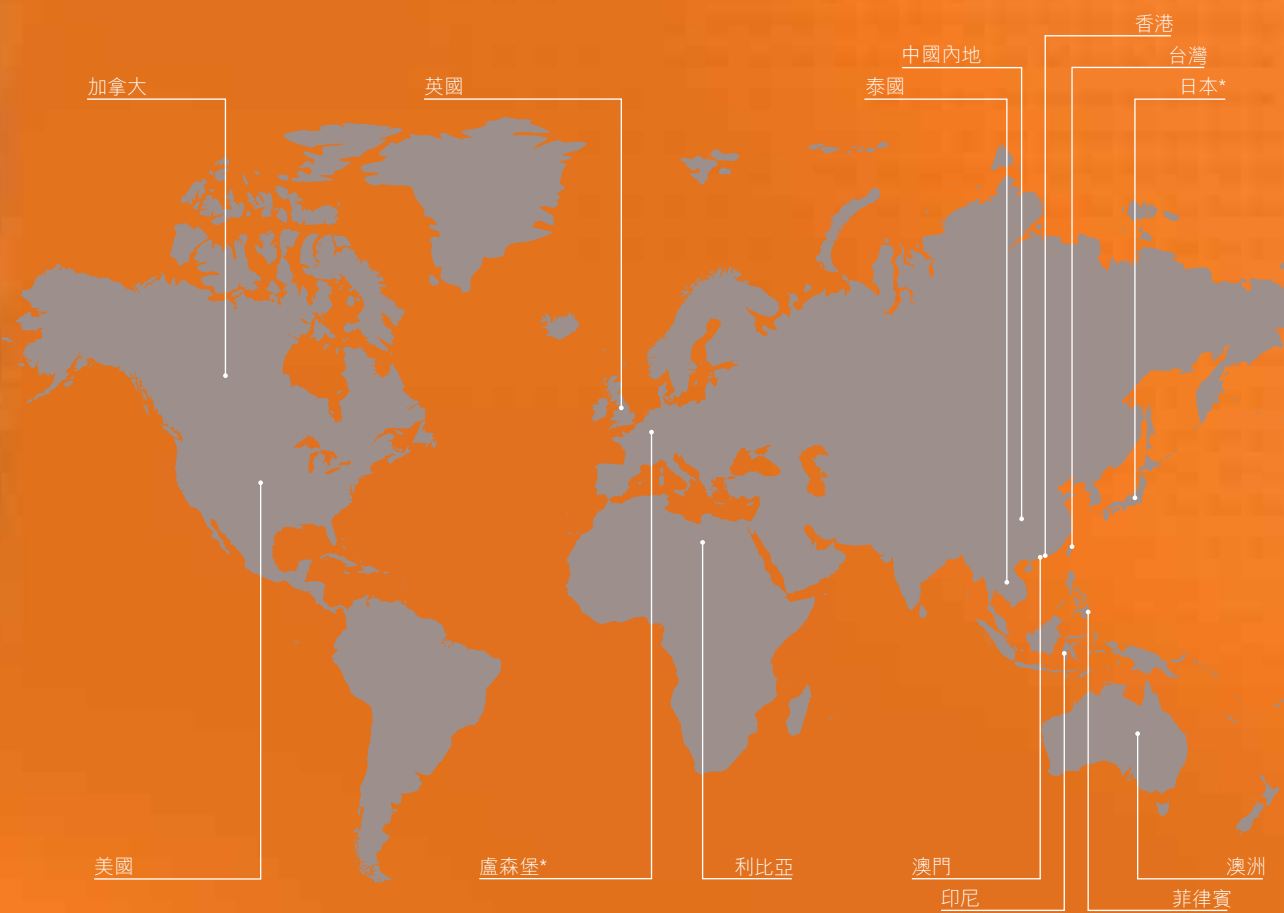 香港
中國內地
台灣
加拿大
英國
泰國
日本*
美國
盧森堡*
利比亞
澳門
澳洲
印尼
菲律賓